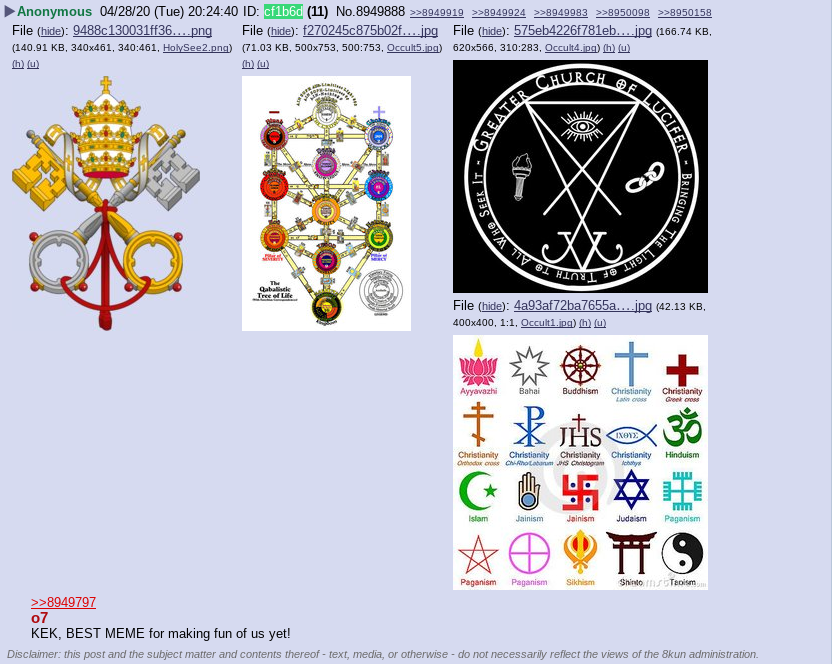 Anonymous 04/28/20 (Tue) 20:24:40 ID: cf1b6d (11) No.8949888 >>8949919 >>8949924 >>8949983 >>8950098 >>8950158
File (hide): 9488c130031ff36….png
(140.91 KB, 340x461, 340:461, HolySee2.png)
(h) (u)
File (hide): f270245c875b02f….jpg
(71.03 KB, 500x753, 500:753, Occult5.jpg)
(h) (u)
The
Qabalistic
Tree of Life
Pillar of
SEVERITY
Pillar of
MERCY
File (hide): 575eb4226f781eb….jpg (166.74 KB,
620x566, 310:283, Occult4.jpg) (h) (u)
- Greater Church of Lucifer -
Bringing The Light of Truth to All Who Seek It
File (hide): 4a93af72ba7655a….jpg (42.13 KB,
400x400, 1:1, Occult1.jpg) (h) (u)
Ayyavazhi Bahai Buddhism Christianity Christianity
Latin cross Greek cross
ΙΧΘΥΣ
JHS
Christianity Christianity Christianity Christianity Hinduism
Orthodox cross Chi-Rho/Labarum JHS Christogram Ichthys
Islam Jainism Jainism Judaism Paganism
Paganism Paganism Sikhism Shinto Taoism
>>8949797
o7
KEK, BEST MEME for making fun of us yet!
Disclaimer: this post and the subject matter and contents thereof - text, media, or otherwise - do not necessarily reflect the views of the 8kun administration.